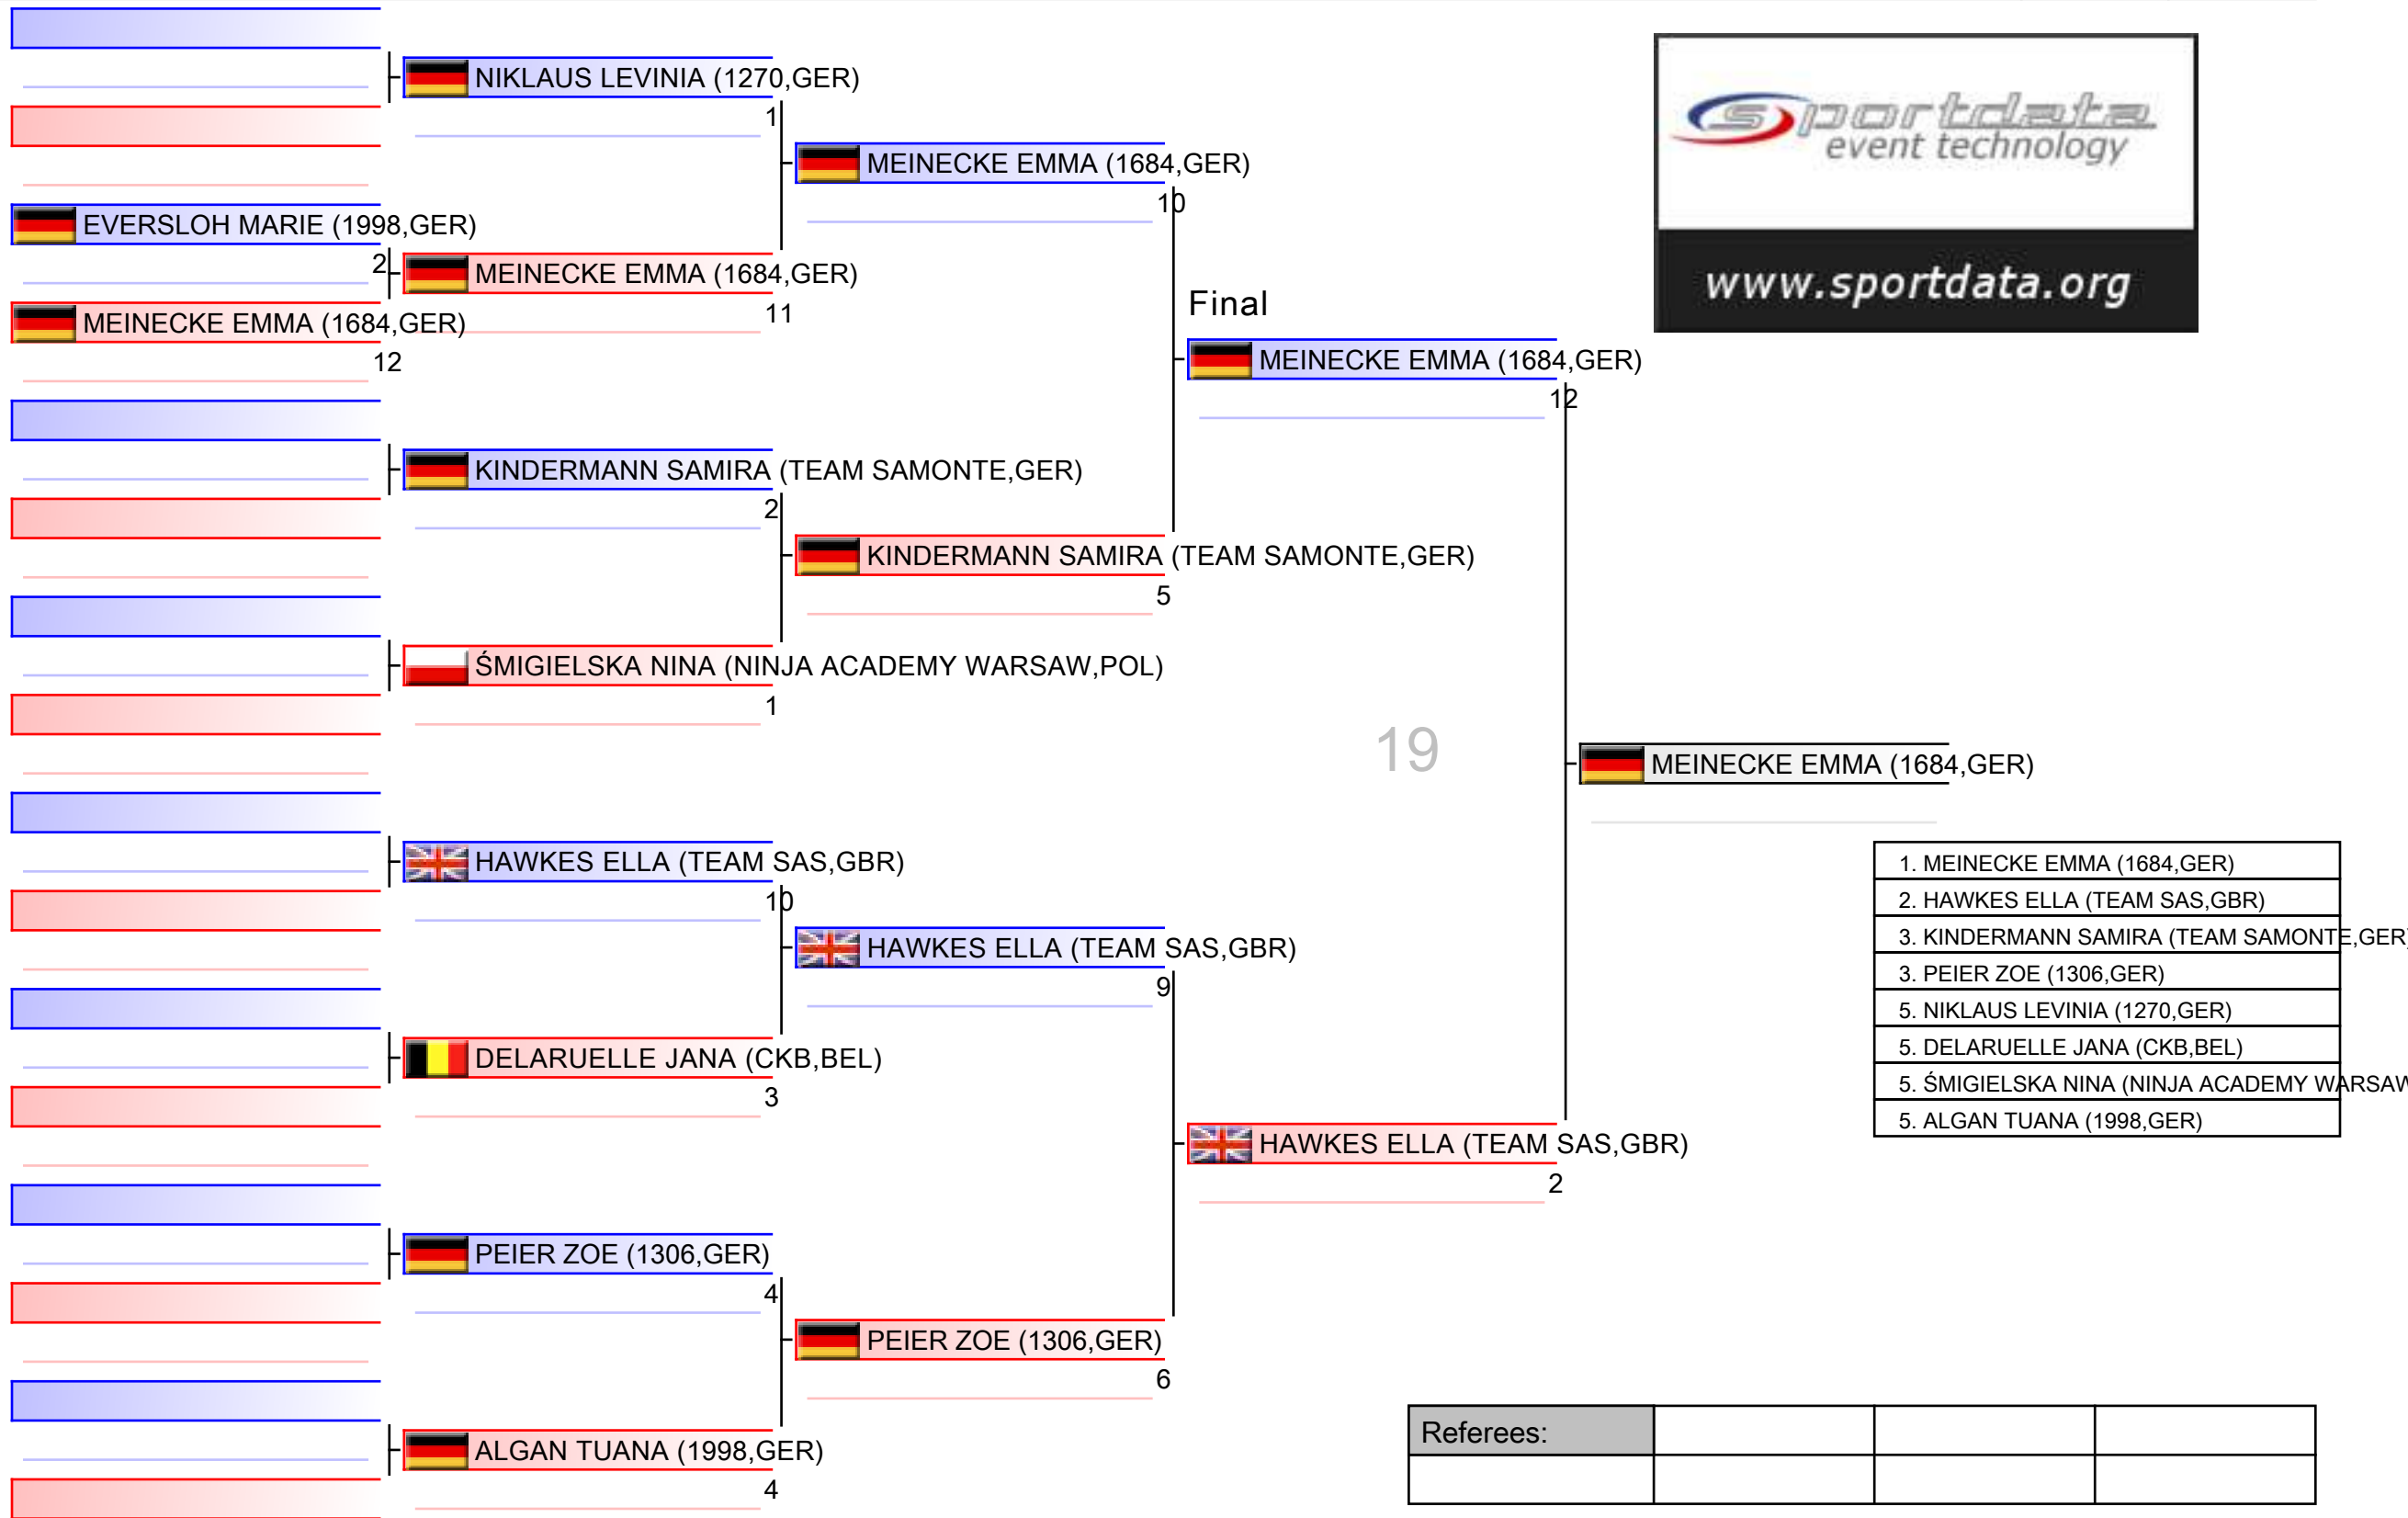 NIKLAUS LEVINIA (1270,GER)
1
MEINECKE EMMA (1684,GER)
10
EVERSLOH MARIE (1998,GER)
2
MEINECKE EMMA (1684,GER)
11
MEINECKE EMMA (1684,GER)
12
Final
MEINECKE EMMA (1684,GER)
12
KINDERMANN SAMIRA (TEAM SAMONTE,GER)
2
KINDERMANN SAMIRA (TEAM SAMONTE,GER)
5
ŚMIGIELSKA NINA (NINJA ACADEMY WARSAW,POL)
1
19
MEINECKE EMMA (1684,GER)
HAWKES ELLA (TEAM SAS,GBR)
10
HAWKES ELLA (TEAM SAS,GBR)
9
DELARUELLE JANA (CKB,BEL)
3
HAWKES ELLA (TEAM SAS,GBR)
2
PEIER ZOE (1306,GER)
4
PEIER ZOE (1306,GER)
6
ALGAN TUANA (1998,GER)
4
sportdata
event technology
www.sportdata.org
1. MEINECKE EMMA (1684,GER)
2. HAWKES ELLA (TEAM SAS,GBR)
3. KINDERMANN SAMIRA (TEAM SAMONTE,GER)
3. PEIER ZOE (1306,GER)
5. NIKLAUS LEVINIA (1270,GER)
5. DELARUELLE JANA (CKB,BEL)
5. ŚMIGIELSKA NINA (NINJA ACADEMY WARSAW
5. ALGAN TUANA (1998,GER)
Referees: